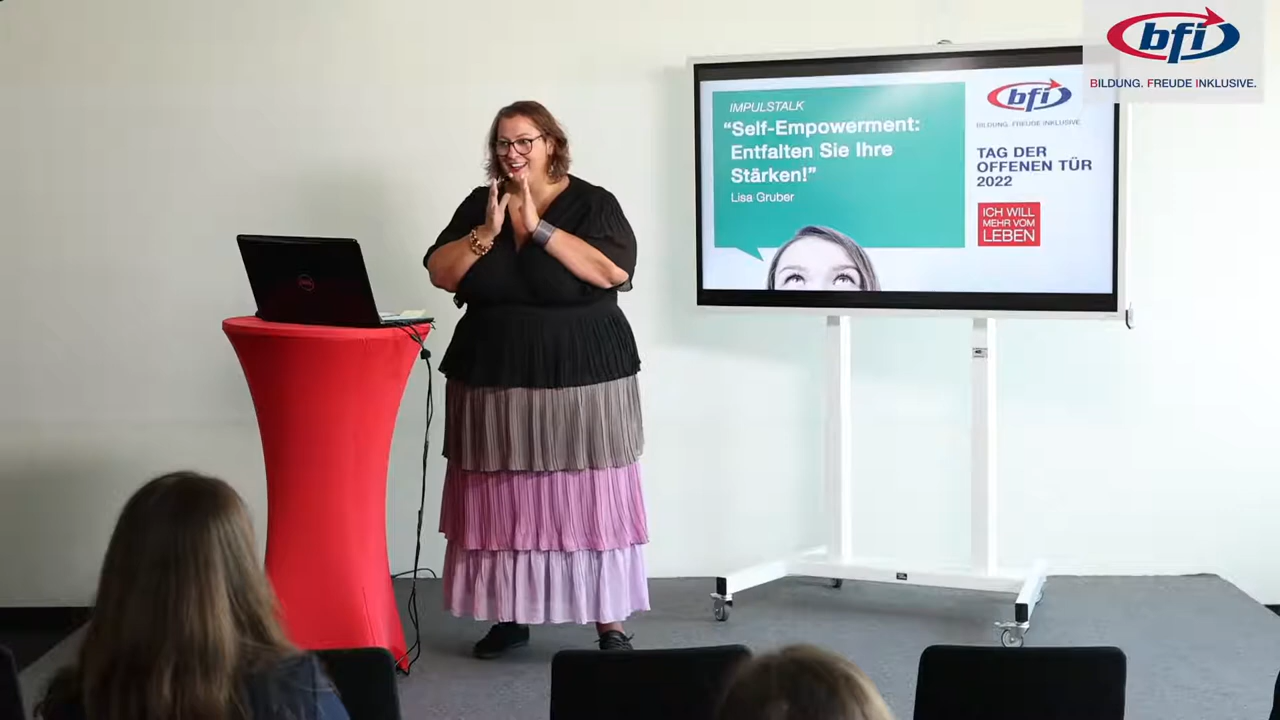 IMPULSTALK
“Self-Empowerment:
Entfalten Sie Ihre
Stärken!”
Lisa Gruber
bfi
BILDUNG. FREUDE INKLUSIVE.
TAG DER
OFFENEN TÜR
2022
ICH WILL
MEHR VOM
LEBEN
bfi
BILDUNG. FREUDE INKLUSIVE.
DELL